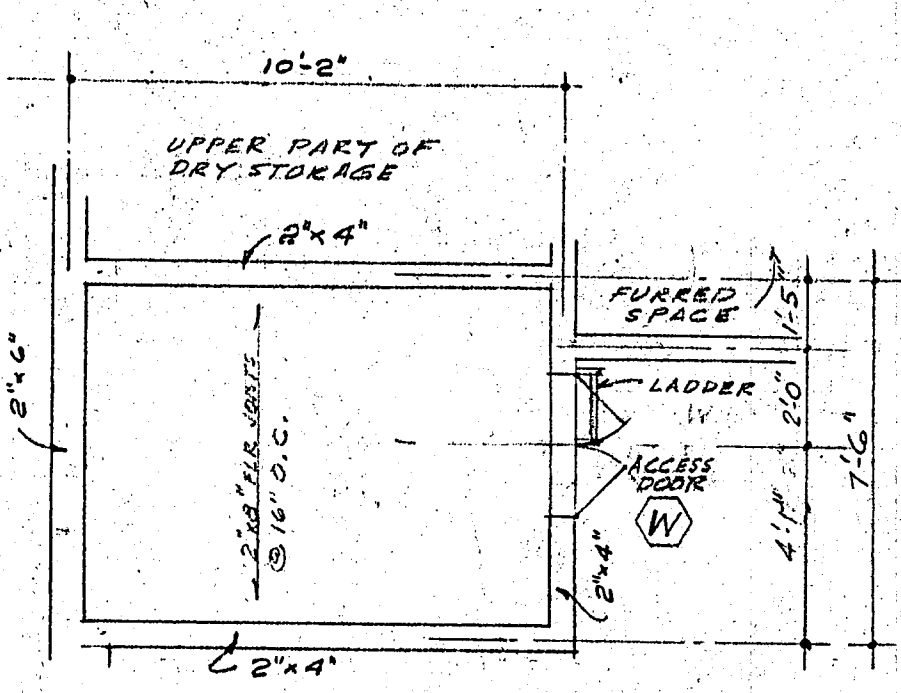 10'-2"
UPPER PART OF
DRY STORAGE
2"x4"
FURRED
SPACE
1'-5"
2"x6"
2"x8" FLR JOISTS
@ 16" O.C.
LADDER
2'-0"
7'-6"
ACCESS
DOOR
W
4'-1"
2"x4"
2"x4"